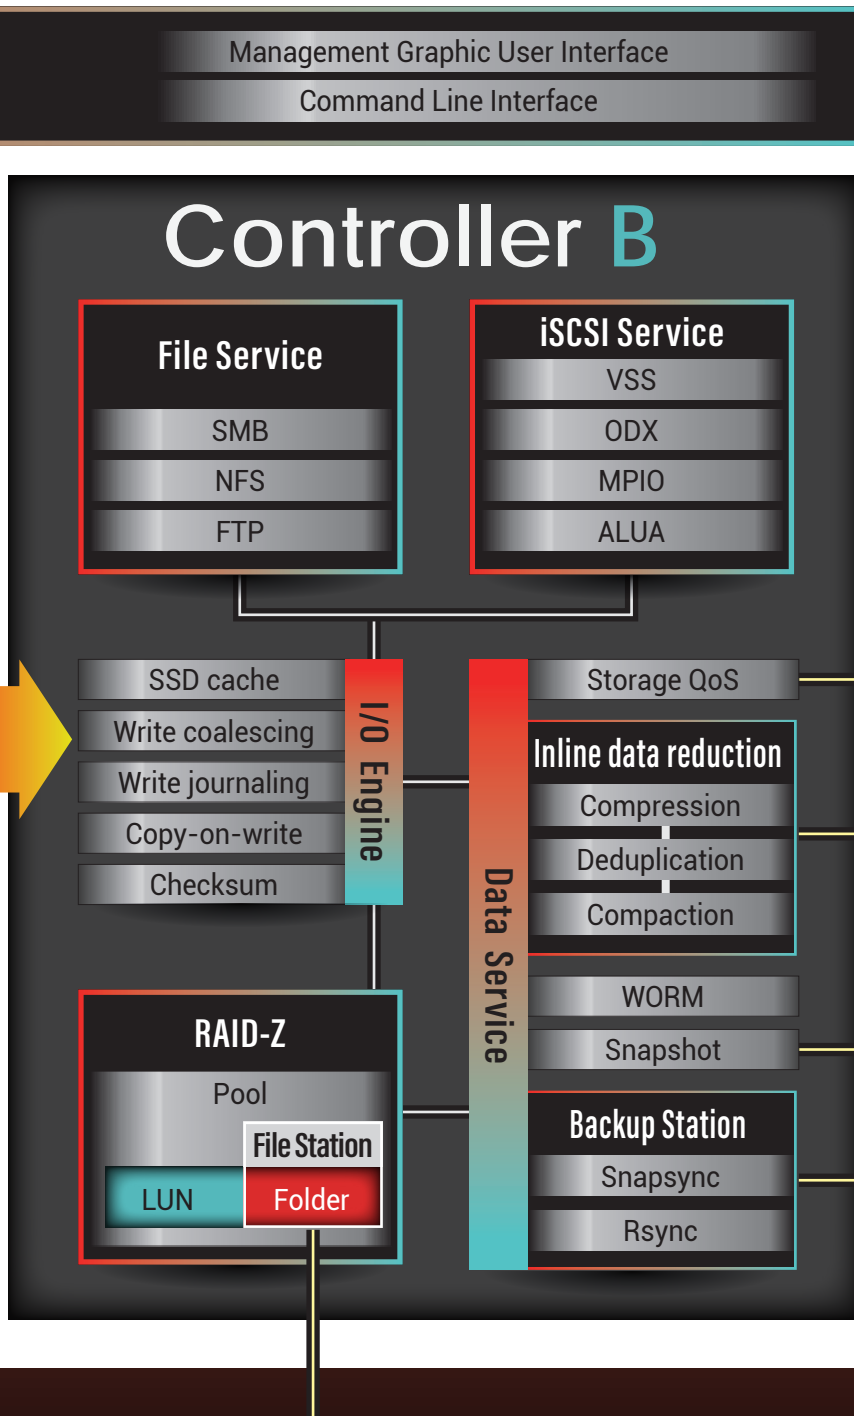 Management Graphic User Interface
Command Line Interface
Controller B
File Service
SMB
NFS
FTP
iSCSI Service
VSS
ODX
MPIO
ALUA
SSD cache
Write coalescing
Write journaling
Copy-on-write
Checksum
I/O Engine
Data Service
Storage QoS
Inline data reduction
Compression
Deduplication
Compaction
WORM
Snapshot
Backup Station
Snapsync
Rsync
RAID-Z
Pool
File Station
LUN
Folder